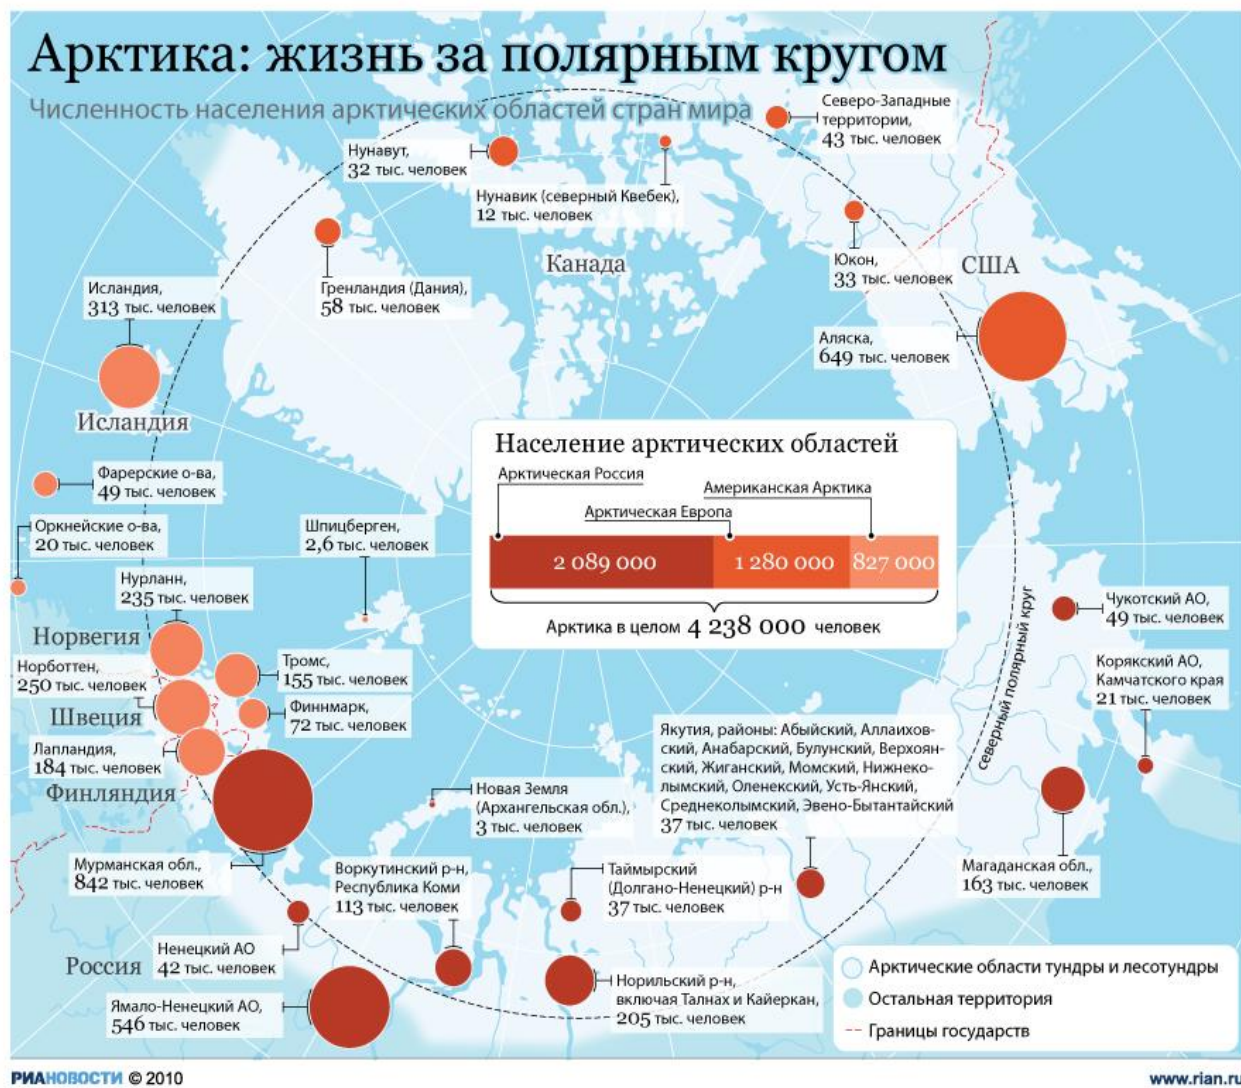 Арктика: жизнь за полярным кругом
Численность населения арктических областей стран мира
Северо-Западные
территории,
43 тыс. человек
Нунавут,
32 тыс. человек
Нунавик (северный Квебек),
12 тыс. человек
Канада
Юкон,
33 тыс. человек
США
Гренландия (Дания),
58 тыс. человек
Исландия,
313 тыс. человек
Аляска,
649 тыс. человек
Исландия
Население арктических областей
Арктическая Россия
Американская Арктика
Арктическая Европа
2 089 000
1 280 000
827 000
Арктика в целом 4 238 000 человек
Фарерские о-ва,
49 тыс. человек
Оркнейские о-ва,
20 тыс. человек
Шпицберген,
2,6 тыс. человек
Нурланн,
235 тыс. человек
Норвегия
Норботтен,
250 тыс. человек
Тромс,
155 тыс. человек
Швеция
Финнмарк,
72 тыс. человек
Лапландия,
184 тыс. человек
Финляндия
северный полярный круг
Чукотский АО,
49 тыс. человек
Корякский АО,
Камчатского края
21 тыс. человек
Якутия, районы: Абыйский, Аллаихов-
ский, Анабарский, Булунский, Верхоян-
ский, Жиганский, Момский, Нижнеко-
лымский, Оленекский, Усть-Янский,
Среднеколымский, Эвено-Бытантайский
37 тыс. человек
Новая Земля
(Архангельская обл.),
3 тыс. человек
Мурманская обл.,
842 тыс. человек
Воркутинский р-н,
Республика Коми
113 тыс. человек
Таймырский
(Долгано-Ненецкий) р-н
37 тыс. человек
Магаданская обл.,
163 тыс. человек
Ненецкий АО
42 тыс. человек
Россия
Ямало-Ненецкий АО,
546 тыс. человек
Норильский р-н,
включая Талнах и Кайеркан,
205 тыс. человек
Арктические области тундры и лесотундры
Остальная территория
Границы государств
РИАНОВОСТИ © 2010
www.rian.ru